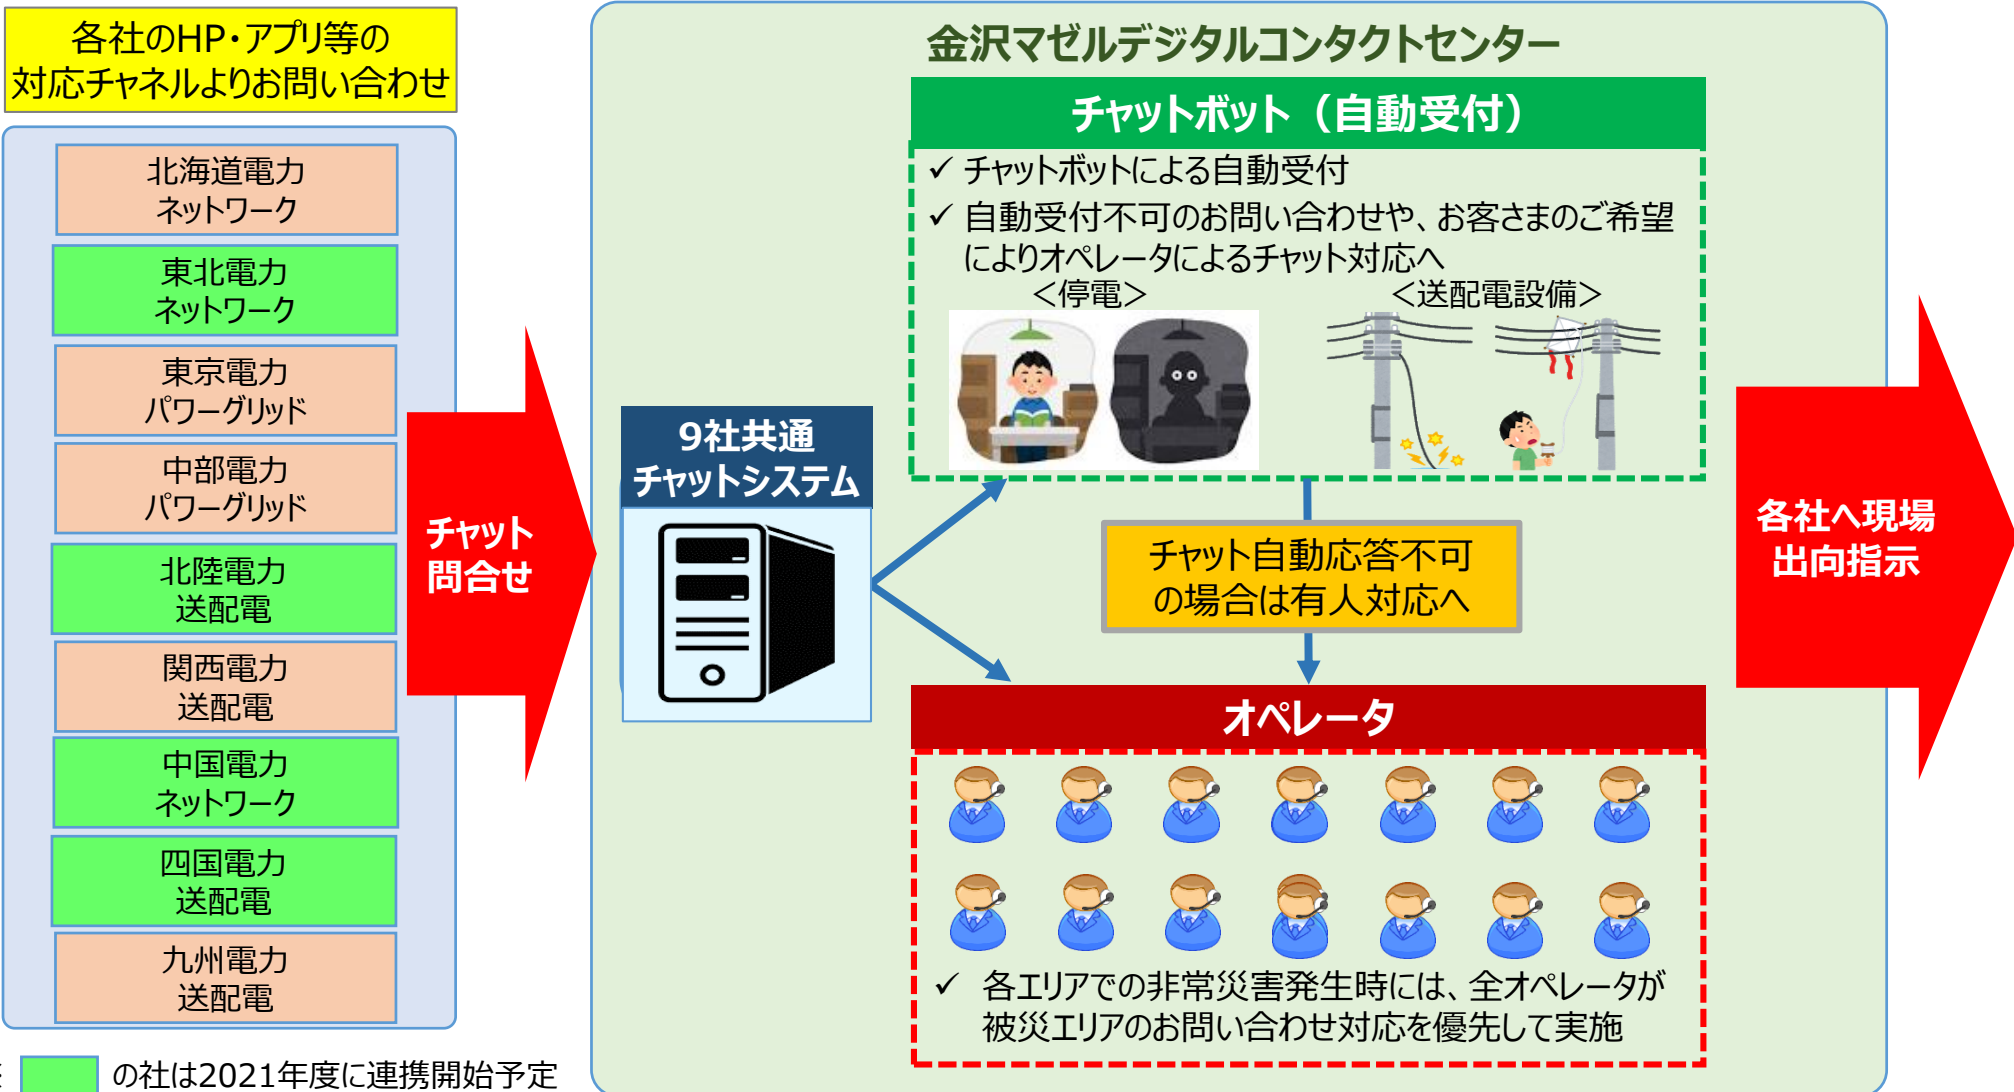 各社のHP・アプリ等の
対応チャネルよりお問い合わせ
北海道電力
ネットワーク
東北電力
ネットワーク
東京電力
パワーグリッド
中部電力
パワーグリッド
北陸電力
送配電
関西電力
送配電
中国電力
ネットワーク
四国電力
送配電
九州電力
送配電
の社は2021年度に連携開始予定
チャット
問合せ
金沢マゼルデジタルコンタクトセンター
9社共通
チャットシステム
チャットボット（自動受付）
✓ チャットボットによる自動受付
✓ 自動受付不可のお問い合わせや、お客さまのご希望
によりオペレータによるチャット対応へ
＜停電＞
＜送配電設備＞
チャット自動応答不可
の場合は有人対応へ
オペレータ
✓ 各エリアでの非常災害発生時には、全オペレータが
被災エリアのお問い合わせ対応を優先して実施
各社へ現場
出向指示